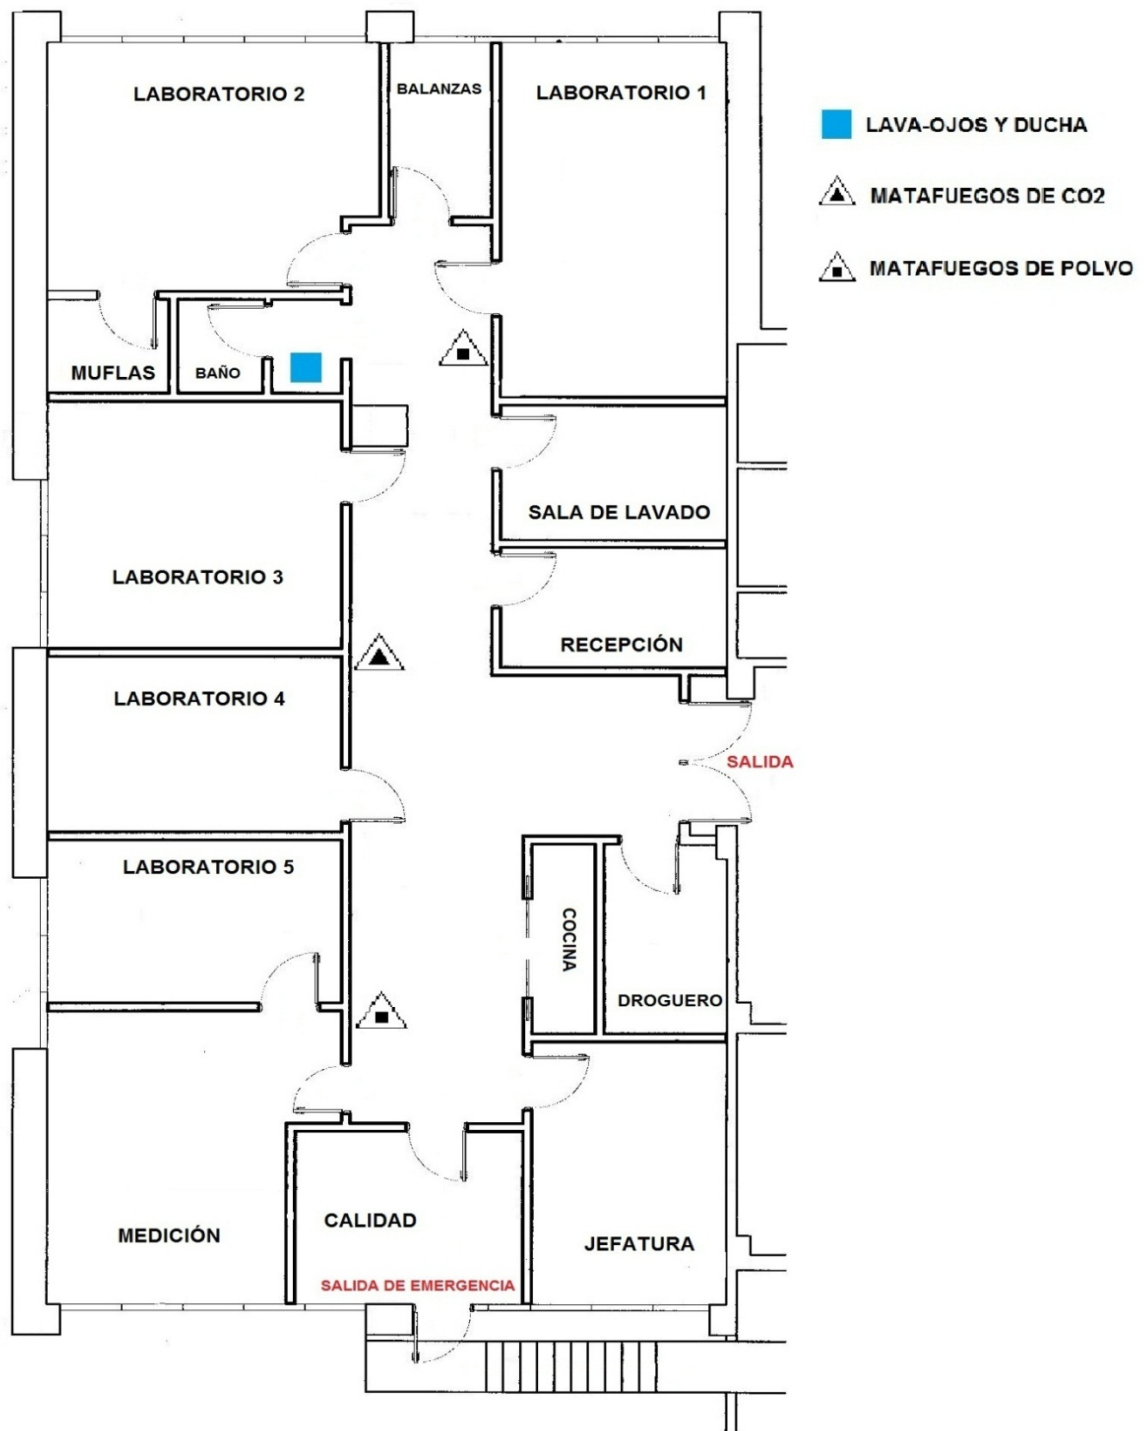 LABORATORIO 2
BALANZAS
LABORATORIO 1
LAVA-OJOS Y DUCHA
MATAFUEGOS DE CO2
MATAFUEGOS DE POLVO
MUFLAS
BAÑO
SALA DE LAVADO
LABORATORIO 3
RECEPCIÓN
LABORATORIO 4
SALIDA
LABORATORIO 5
COCINA
DROGUERO
MEDICIÓN
CALIDAD
JEFATURA
SALIDA DE EMERGENCIA